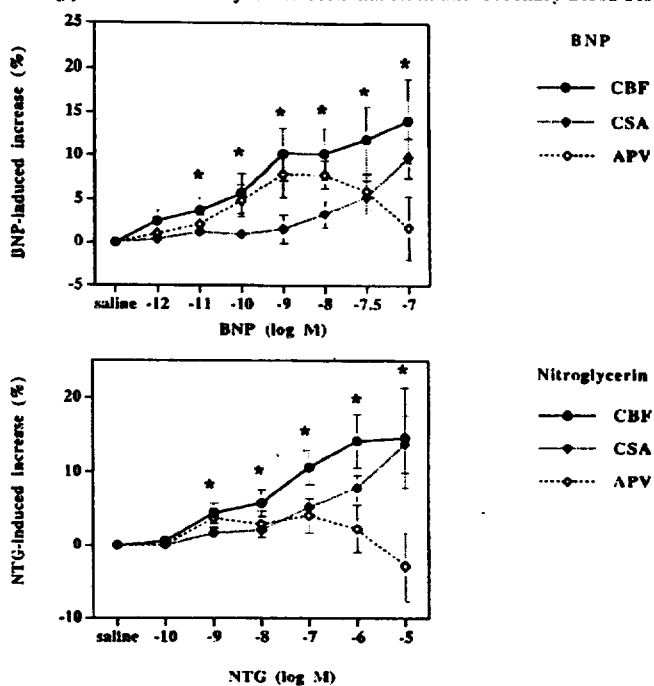 BNP-induced increase (%)
25
20
15
10
5
0
-5
* * * * * *
saline -12 -11 -10 -9 -8 -7.5 -7
BNP (log M)
BNP
CBF
CSA
APV
NTG-induced increase (%)
20
10
0
-10
* * * * *
saline -10 -9 -8 -7 -6 -5
NTG (log M)
Nitroglycerin
CBF
CSA
APV